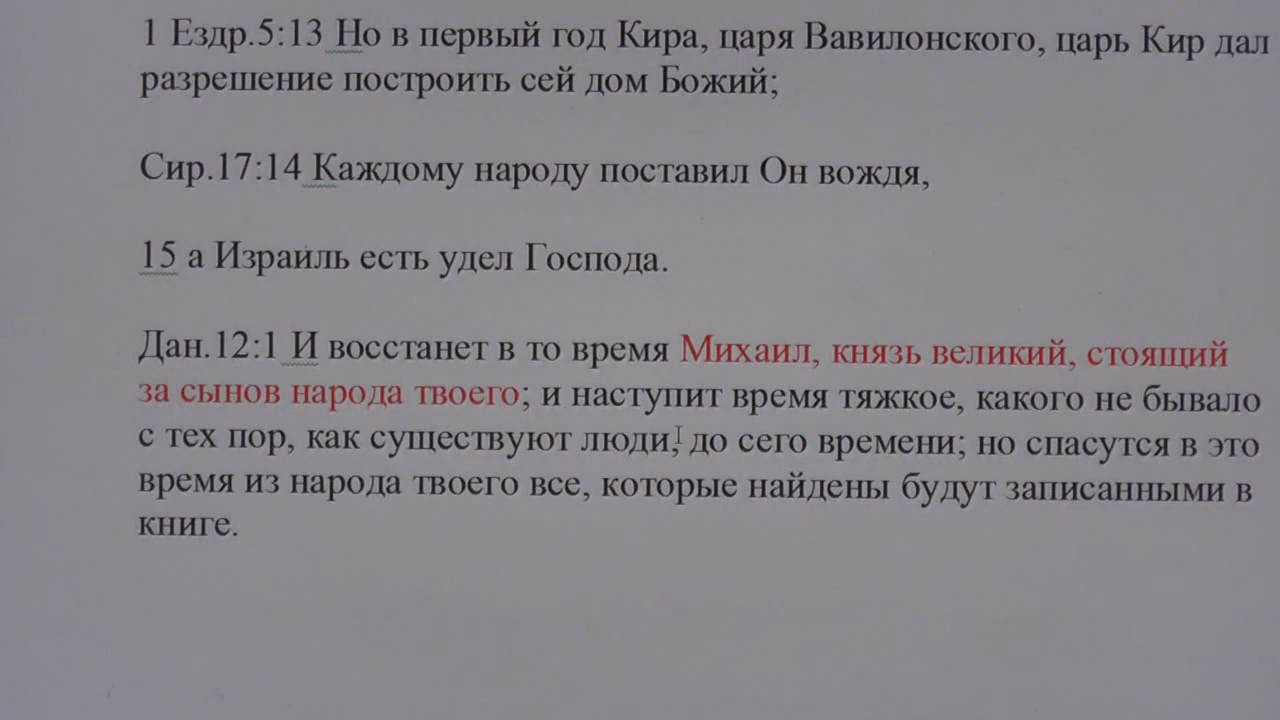 1 Ездр.5:13 Но в первый год Кира, царя Вавилонского, царь Кир дал
разрешение построить сей дом Божий;
Сир.17:14 Каждому народу поставил Он вождя,
15 а Израиль есть удел Господа.
Дан.12:1 И восстанет в то время Михаил, князь великий, стоящий
за сынов народа твоего; и наступит время тяжкое, какого не бывало
с тех пор, как существуют люди, до сего времени; но спасутся в это
время из народа твоего все, которые найдены будут записанными в
книге.